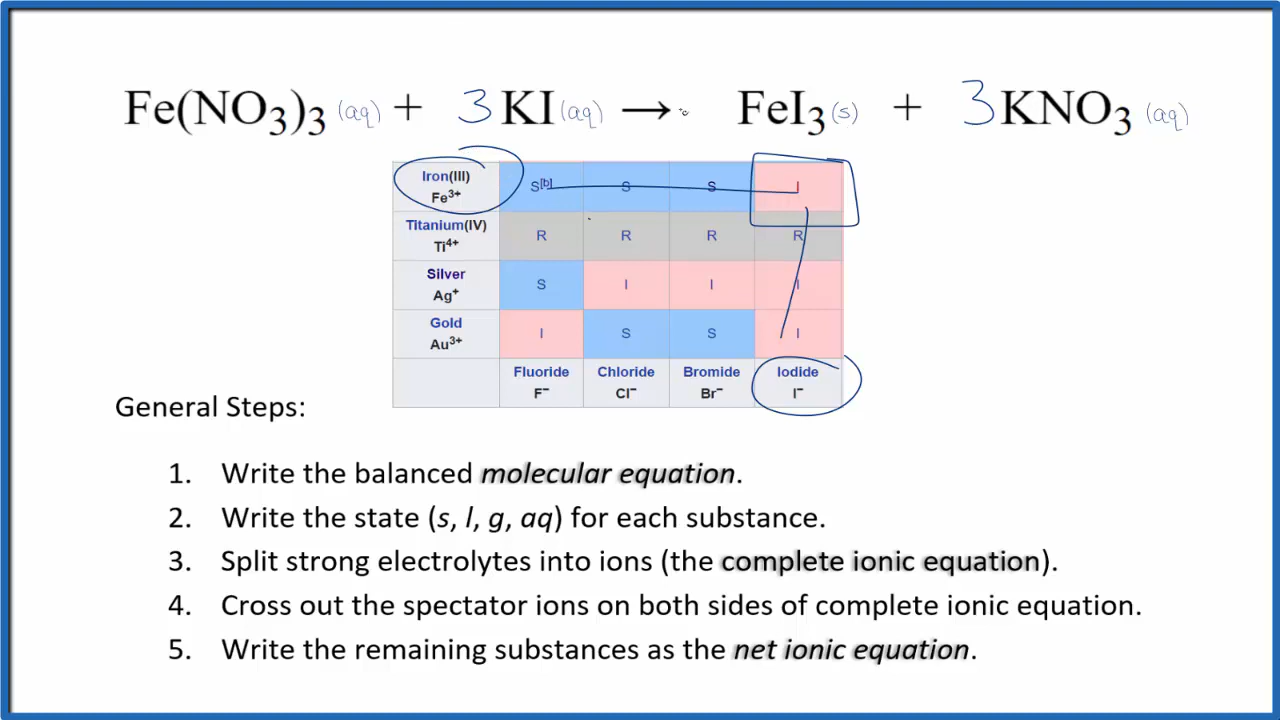 Fe(NO₃)₃ (aq) + 3 KI (aq) → FeI₃ (s) + 3 KNO₃ (aq)
Iron(III) Fe³⁺ S[b] S S I
Titanium(IV) Ti⁴⁺ R R R R
Silver Ag⁺ S I I I
Gold Au³⁺ I S S I
Fluoride F⁻ Chloride Cl⁻ Bromide Br⁻ Iodide I⁻
General Steps:
1. Write the balanced molecular equation.
2. Write the state (s, l, g, aq) for each substance.
3. Split strong electrolytes into ions (the complete ionic equation).
4. Cross out the spectator ions on both sides of complete ionic equation.
5. Write the remaining substances as the net ionic equation.